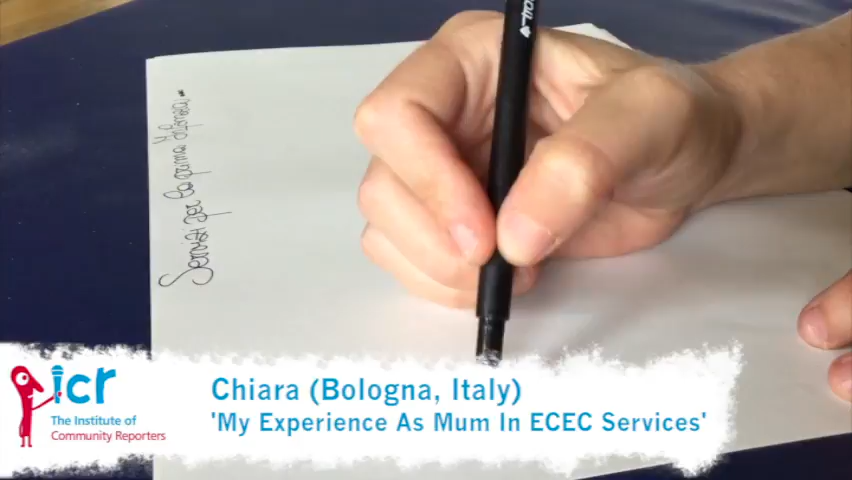 Servizi per la prima Infanzia -
icr
The Institute of
Community Reporters
Chiara (Bologna, Italy)
'My Experience As Mum In ECEC Services'